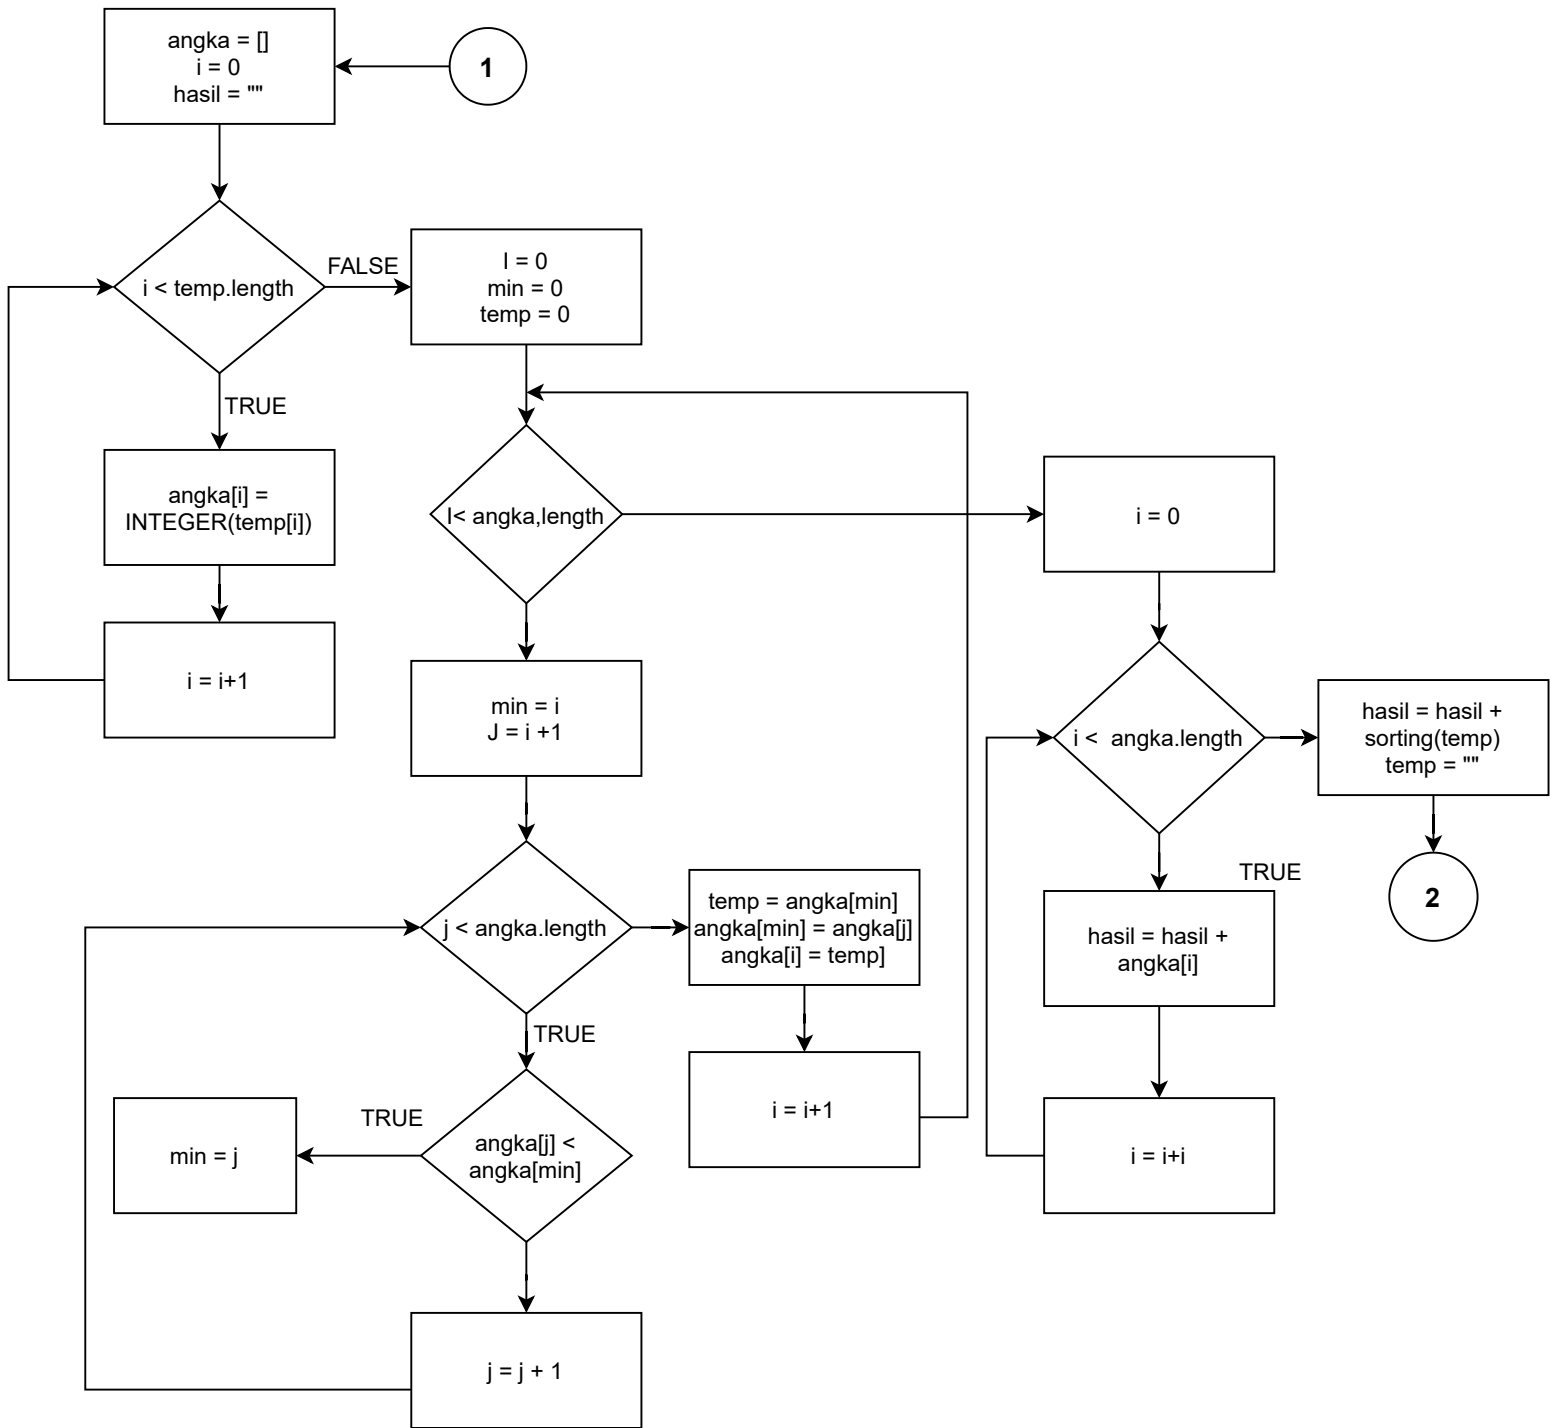 angka = []
i = 0
hasil = ""
1
i < temp.length
FALSE
I = 0
min = 0
temp = 0
TRUE
angka[i] =
INTEGER(temp[i])
i = i+1
I< angka,length
i = 0
min = i
J = i +1
i <  angka.length
hasil = hasil +
sorting(temp)
temp = ""
2
j < angka.length
temp = angka[min]
angka[min] = angka[j]
angka[i] = temp]
TRUE
hasil = hasil +
angka[i]
TRUE
TRUE
angka[j] <
angka[min]
min = j
i = i+1
i = i+i
j = j + 1